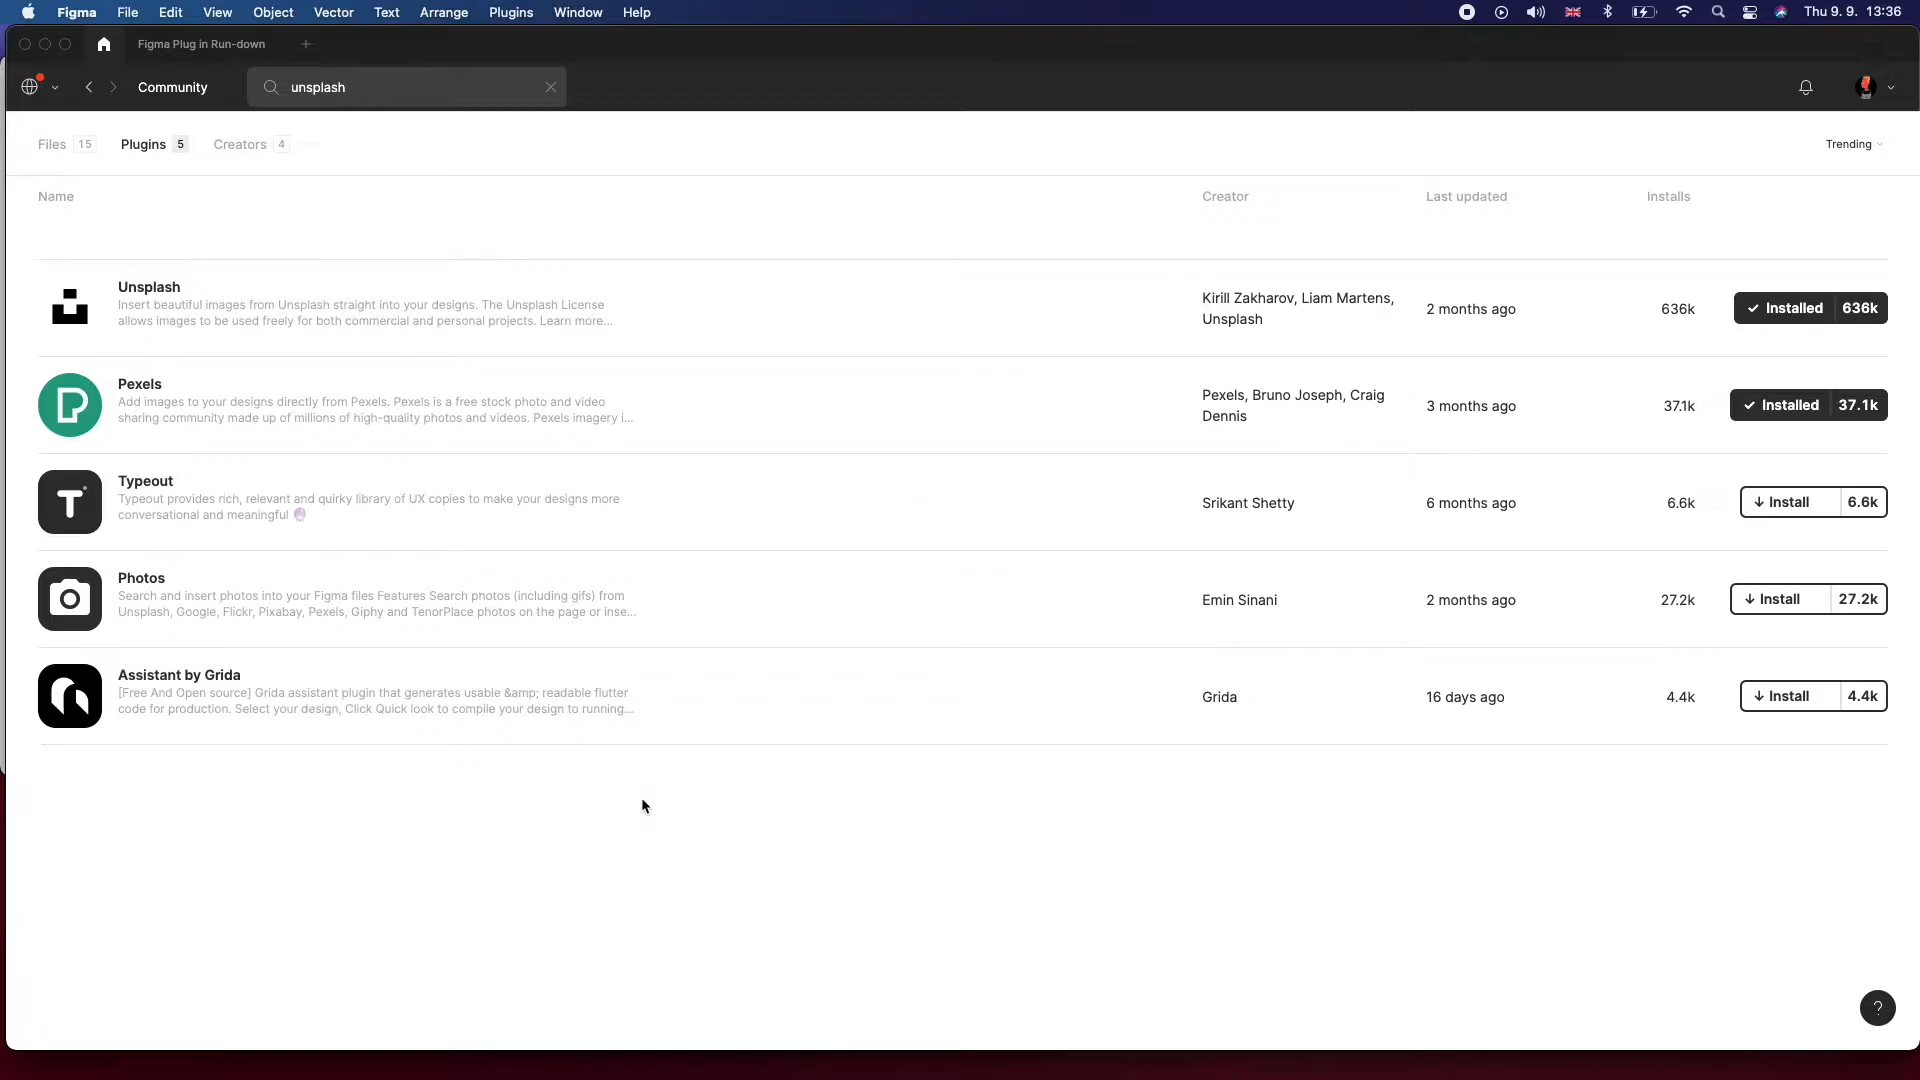 Figma File Edit View Object Vector Text Arrange Plugins Window Help Thu 9. 9. 13:36
Figma Plug in Run-down
Community unsplash
Files 15 Plugins 5 Creators 4 Trending
Name Creator Last updated Installs
Unsplash
Insert beautiful images from Unsplash straight into your designs. The Unsplash License
allows images to be used freely for both commercial and personal projects. Learn more...
Kirill Zakharov, Liam Martens,
Unsplash
2 months ago 636k Installed 636k
Pexels
Add images to your designs directly from Pexels. Pexels is a free stock photo and video
sharing community made up of millions of high-quality photos and videos. Pexels imagery i...
Pexels, Bruno Joseph, Craig
Dennis
3 months ago 37.1k Installed 37.1k
Typeout
Typeout provides rich, relevant and quirky library of UX copies to make your designs more
conversational and meaningful
Srikant Shetty 6 months ago 6.6k Install 6.6k
Photos
Search and insert photos into your Figma files Features Search photos (including gifs) from
Unsplash, Google, Flickr, Pixabay, Pexels, Giphy and TenorPlace photos on the page or inse...
Emin Sinani 2 months ago 27.2k Install 27.2k
Assistant by Grida
[Free And Open source] Grida assistant plugin that generates usable &amp; readable flutter
code for production. Select your design, Click Quick look to compile your design to running...
Grida 16 days ago 4.4k Install 4.4k
?